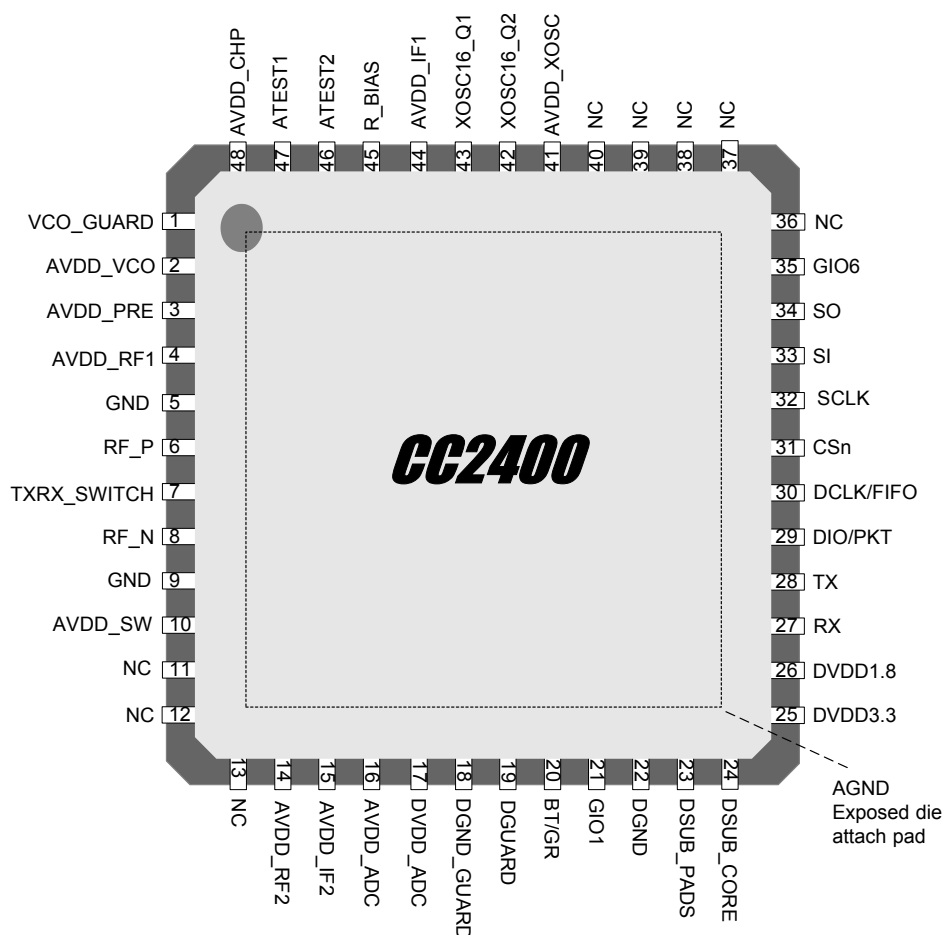 AVDD_CHP
ATEST1
ATEST2
R_BIAS
AVDD_IF1
XOSC16_Q1
XOSC16_Q2
AVDD_XOSC
NC
NC
NC
NC
48
47
46
45
44
43
42
41
40
39
38
37
VCO_GUARD 1
AVDD_VCO 2
AVDD_PRE 3
AVDD_RF1 4
GND 5
RF_P 6
TXRX_SWITCH 7
RF_N 8
GND 9
AVDD_SW 10
NC 11
NC 12
CC2400
36 NC
35 GIO6
34 SO
33 SI
32 SCLK
31 CSn
30 DCLK/FIFO
29 DIO/PKT
28 TX
27 RX
26 DVDD1.8
25 DVDD3.3
13
14
15
16
17
18
19
20
21
22
23
24
NC
AVDD_RF2
AVDD_IF2
AVDD_ADC
DVDD_ADC
DGND_GUARD
DGUARD
BT/GR
GIO1
DGND
DSUB_PADS
DSUB_CORE
AGND
Exposed die
attach pad